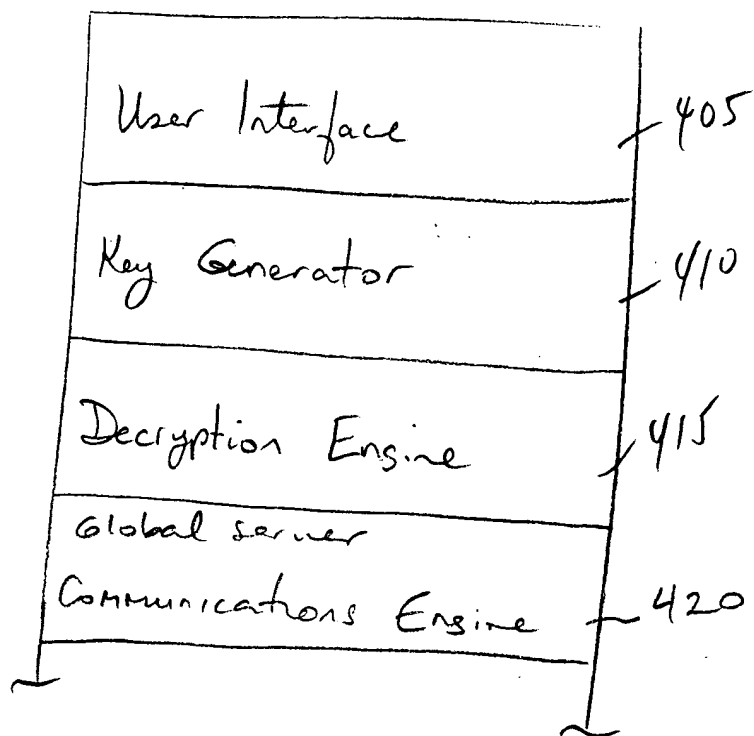 User Interface
405
Key Generator
410
Decryption Engine
415
Global server
Communications Engine
420